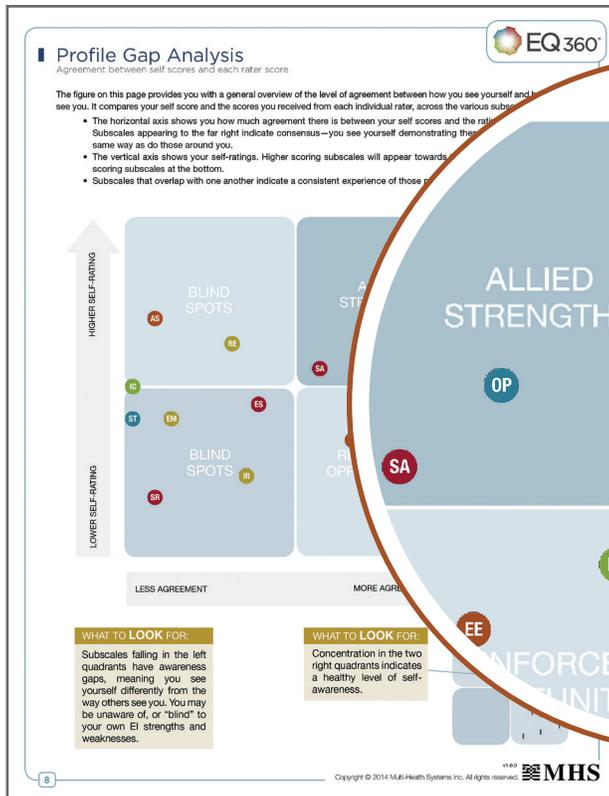 Profile Gap Analysis
Agreement between self scores and each rater score
EQ 360®
The figure on this page provides you with a general overview of the level of agreement between how you see yourself and
see you. It compares your self score and the scores you received from each individual rater, across the various
• The horizontal axis shows you how much agreement there is between your self scores and the
Subscales appearing to the far right indicate consensus—you see yourself demonstrating
same way as do those around you.
• The vertical axis shows your self-ratings. Higher scoring subscales will appear towards
scoring subscales at the bottom.
• Subscales that overlap with one another indicate a consistent experience of those
HIGHER SELF-RATING
LOWER SELF-RATING
BLIND
SPOTS
AS
RE
SA
IC
ST
EM
ES
BLIND
SPOTS
IR
SR
ALLIED
STRENGTH
OP
SA
EE
LESS AGREEMENT
MORE
WHAT TO LOOK FOR:
Subscales falling in the left
quadrants have awareness
gaps, meaning you see
yourself differently from the
way others see you. You may
be unaware of, or “blind” to
your own EI strengths and
weaknesses.
WHAT TO LOOK FOR:
Concentration in the two
right quadrants indicates
a healthy level of self-
awareness.
8
Copyright © 2014 Multi-Health Systems Inc. All rights reserved.
v1.0.0
MHS